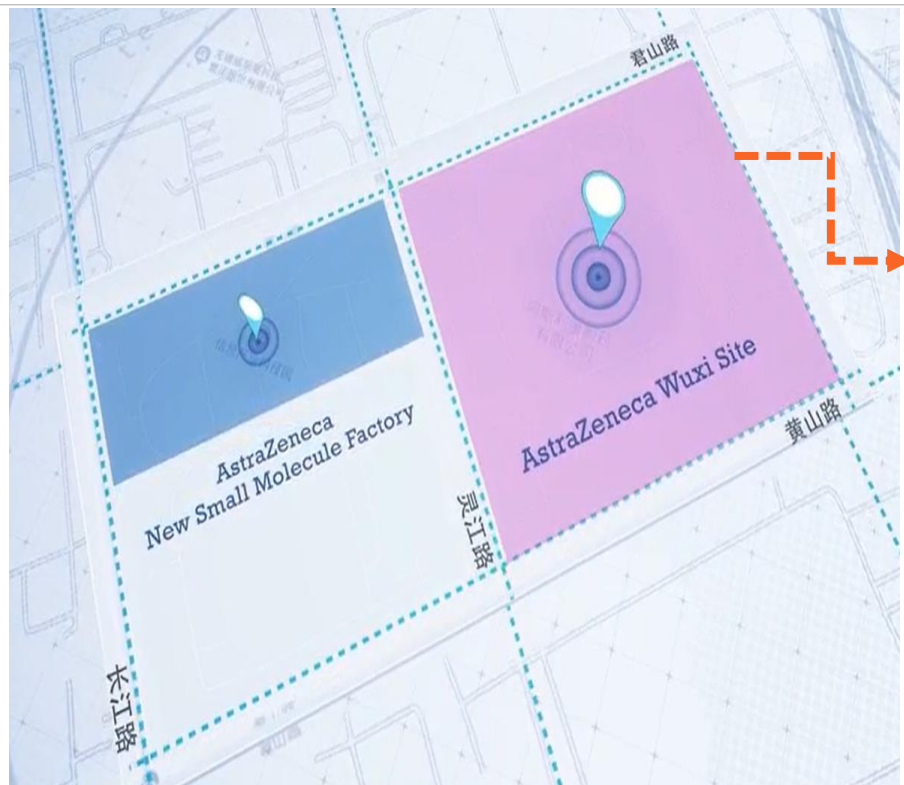 君山路
AstraZeneca
New Small Molecule Factory
AstraZeneca Wuxi Site
黄山路
灵江路
长江路